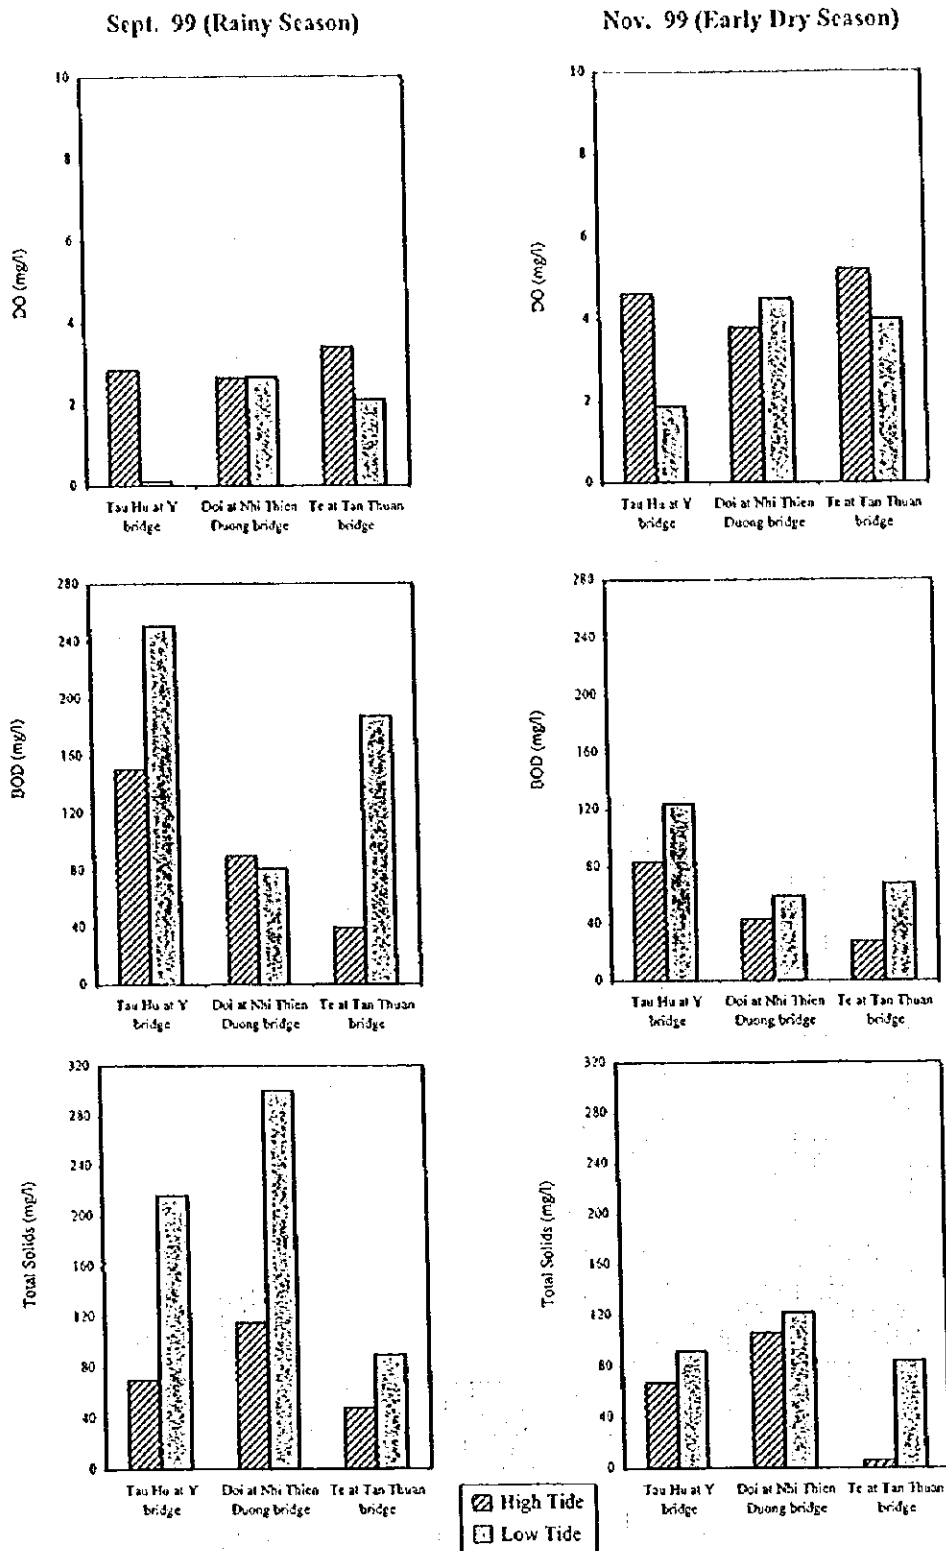 Sept. 99 (Rainy Season)
Nov. 99 (Early Dry Season)
10
8
6
4
2
0
DO (mg/l)
Tau Hu at Y bridge
Doi at Nhi Thien Duong bridge
Te at Tan Thuan bridge
10
8
6
4
2
0
DO (mg/l)
Tau Hu at Y bridge
Doi at Nhi Thien Duong bridge
Te at Tan Thuan bridge
280
240
200
160
120
80
40
0
BOD (mg/l)
Tau Hu at Y bridge
Doi at Nhi Thien Duong bridge
Te at Tan Thuan bridge
280
240
200
160
120
80
40
0
BOD (mg/l)
Tau Hu at Y bridge
Doi at Nhi Thien Duong bridge
Te at Tan Thuan bridge
320
280
240
200
160
120
80
40
0
Total Solids (mg/l)
Tau Hu at Y bridge
Doi at Nhi Thien Duong bridge
Te at Tan Thuan bridge
320
280
240
200
160
120
80
40
0
Total Solids (mg/l)
Tau Hu at Y bridge
Doi at Nhi Thien Duong bridge
Te at Tan Thuan bridge
High Tide
Low Tide